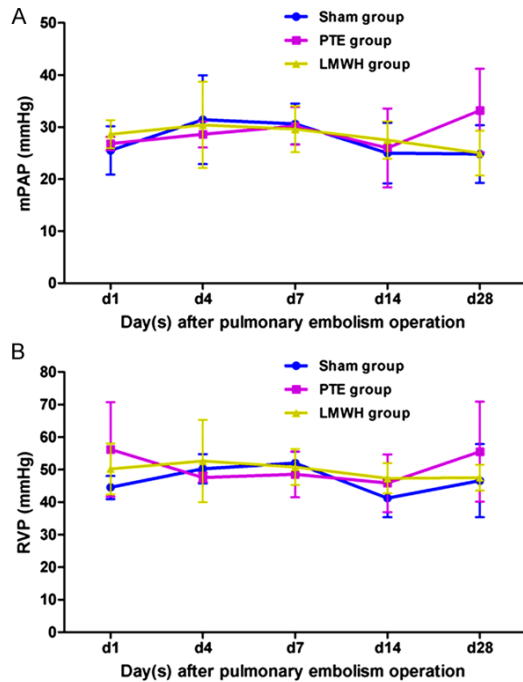 A
50
40
30
20
10
0
mPAP (mmHg)
Sham group
PTE group
LMWH group
d1 d4 d7 d14 d28
Day(s) after pulmonary embolism operation
B
80
70
60
50
40
30
20
10
0
RVP (mmHg)
Sham group
PTE group
LMWH group
d1 d4 d7 d14 d28
Day(s) after pulmonary embolism operation